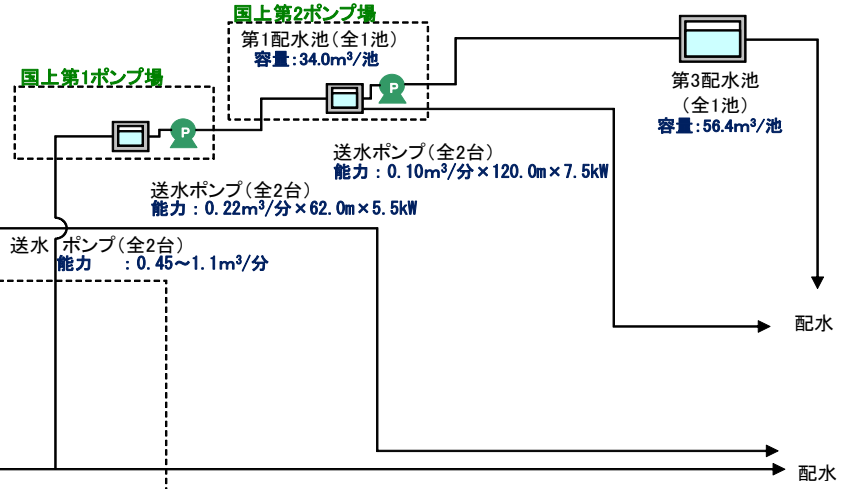 国上第2ポンプ場
第1配水池(全1池)
容量:34.0m³/池
国上第1ポンプ場
P
P
第3配水池
(全1池)
容量:56.4m³/池
送水ポンプ(全2台)
能力:0.10m³/分×120.0m×7.5kW
送水ポンプ(全2台)
能力:0.22m³/分×62.0m×5.5kW
送水 ポンプ(全2台)
能力 :0.45~1.1m³/分
配水
配水